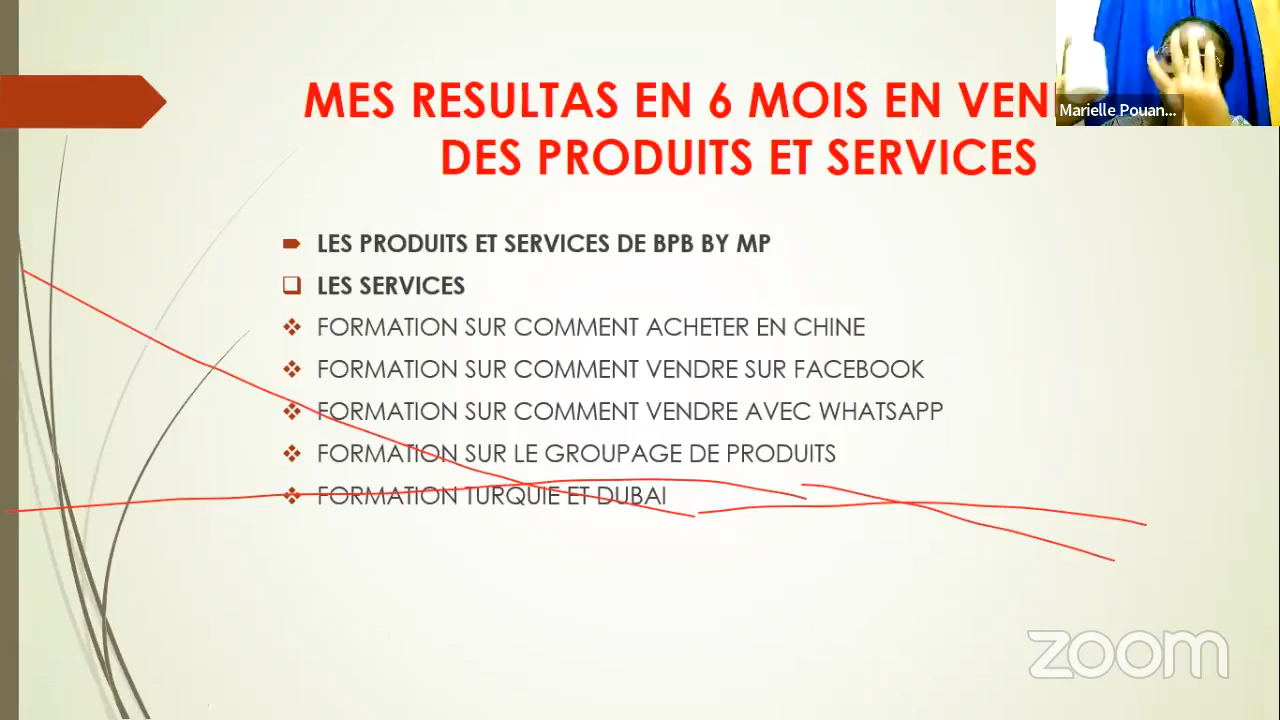 MES RESULTAS EN 6 MOIS EN VEN
Marielle Pouan...
DES PRODUITS ET SERVICES
LES PRODUITS ET SERVICES DE BPB BY MP
LES SERVICES
FORMATION SUR COMMENT ACHETER EN CHINE
FORMATION SUR COMMENT VENDRE SUR FACEBOOK
FORMATION SUR COMMENT VENDRE AVEC WHATSAPP
FORMATION SUR LE GROUPAGE DE PRODUITS
FORMATION TURQUIE ET DUBAI
zoom